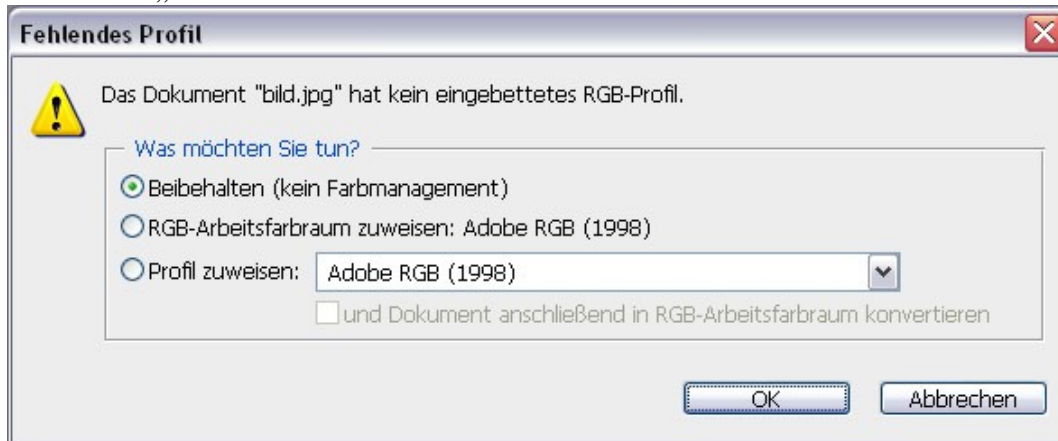 Fehlendes Profil
Das Dokument "bild.jpg" hat kein eingebettetes RGB-Profil.
Was möchten Sie tun?
Beibehalten (kein Farbmanagement)
RGB-Arbeitsfarbraum zuweisen: Adobe RGB (1998)
Profil zuweisen: Adobe RGB (1998)
und Dokument anschließend in RGB-Arbeitsfarbraum konvertieren
OK Abbrechen